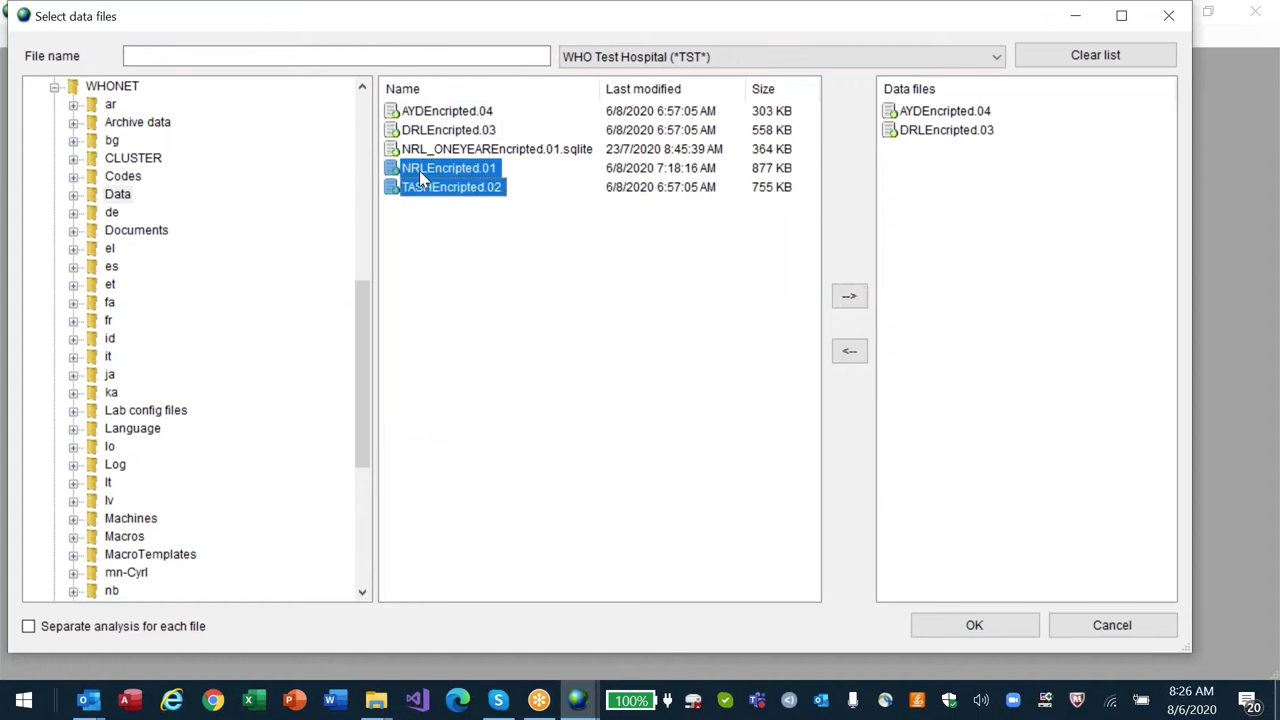 Select data files
File name
WHO Test Hospital (*TST*)
Clear list
WHONET
ar
Archive data
bg
CLUSTER
Codes
Data
de
Documents
el
es
et
fa
fr
id
it
ja
ka
Lab config files
Language
lo
Log
lt
lv
Machines
Macros
MacroTemplates
mn-Cyrl
nb
Name Last modified Size
AYDEncripted.04 6/8/2020 6:57:05 AM 303 KB
DRLEncripted.03 6/8/2020 6:57:05 AM 558 KB
NRL_ONEYEAREncripted.01.sqlite 23/7/2020 8:45:39 AM 364 KB
NRLEncripted.01 6/8/2020 7:18:16 AM 877 KB
TASHEncripted.02 6/8/2020 6:57:05 AM 755 KB
-->
<--
Data files
AYDEncripted.04
DRLEncripted.03
Separate analysis for each file
OK
Cancel
100%
8:26 AM
8/6/2020
20